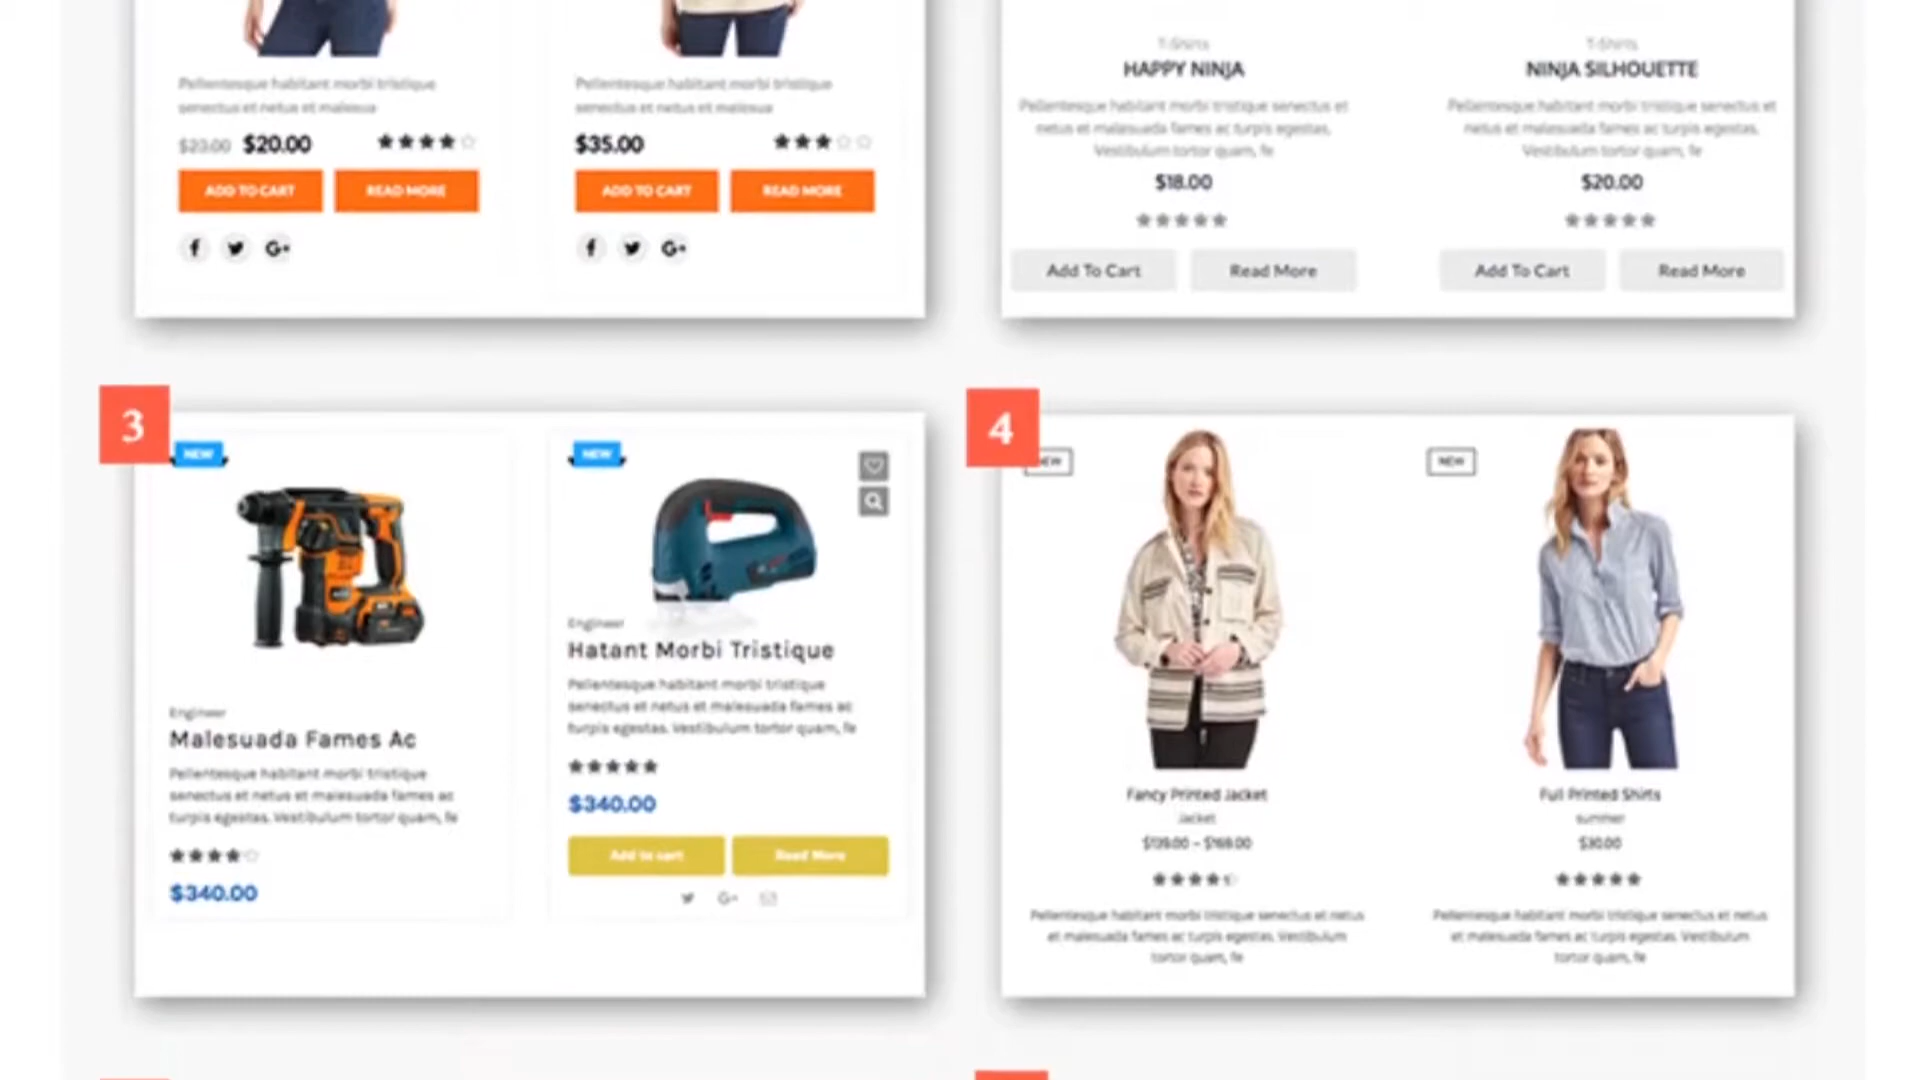 Pellentesque habitant morbi tristique
senectus et netus et malesua
$23.00 $20.00
ADD TO CART
READ MORE
Pellentesque habitant morbi tristique
senectus et netus et malesua
$35.00
ADD TO CART
READ MORE
T-Shirts
HAPPY NINJA
Pellentesque habitant morbi tristique senectus et
netus et malesuada fames ac turpis egestas.
Vestibulum tortor quam, fe
$18.00
Add To Cart
Read More
T-Shirts
NINJA SILHOUETTE
Pellentesque habitant morbi tristique senectus et
netus et malesuada fames ac turpis egestas.
Vestibulum tortor quam, fe
$20.00
Add To Cart
Read More
3
NEW
Engineer
Malesuada Fames Ac
Pellentesque habitant morbi tristique
senectus et netus et malesuada fames ac
turpis egestas. Vestibulum tortor quam, fe
$340.00
NEW
Engineer
Hatant Morbi Tristique
Pellentesque habitant morbi tristique
senectus et netus et malesuada fames ac
turpis egestas. Vestibulum tortor quam, fe
$340.00
Add to cart
Read More
4
Fancy Printed Jacket
Jacket
Pellentesque habitant morbi tristique senectus et netus
et malesuada fames ac turpis egestas. Vestibulum
tortor quam, fe
NEW
Full Printed Shirts
summer
$30.00
Pellentesque habitant morbi tristique senectus et netus
et malesuada fames ac turpis egestas. Vestibulum
tortor quam, fe